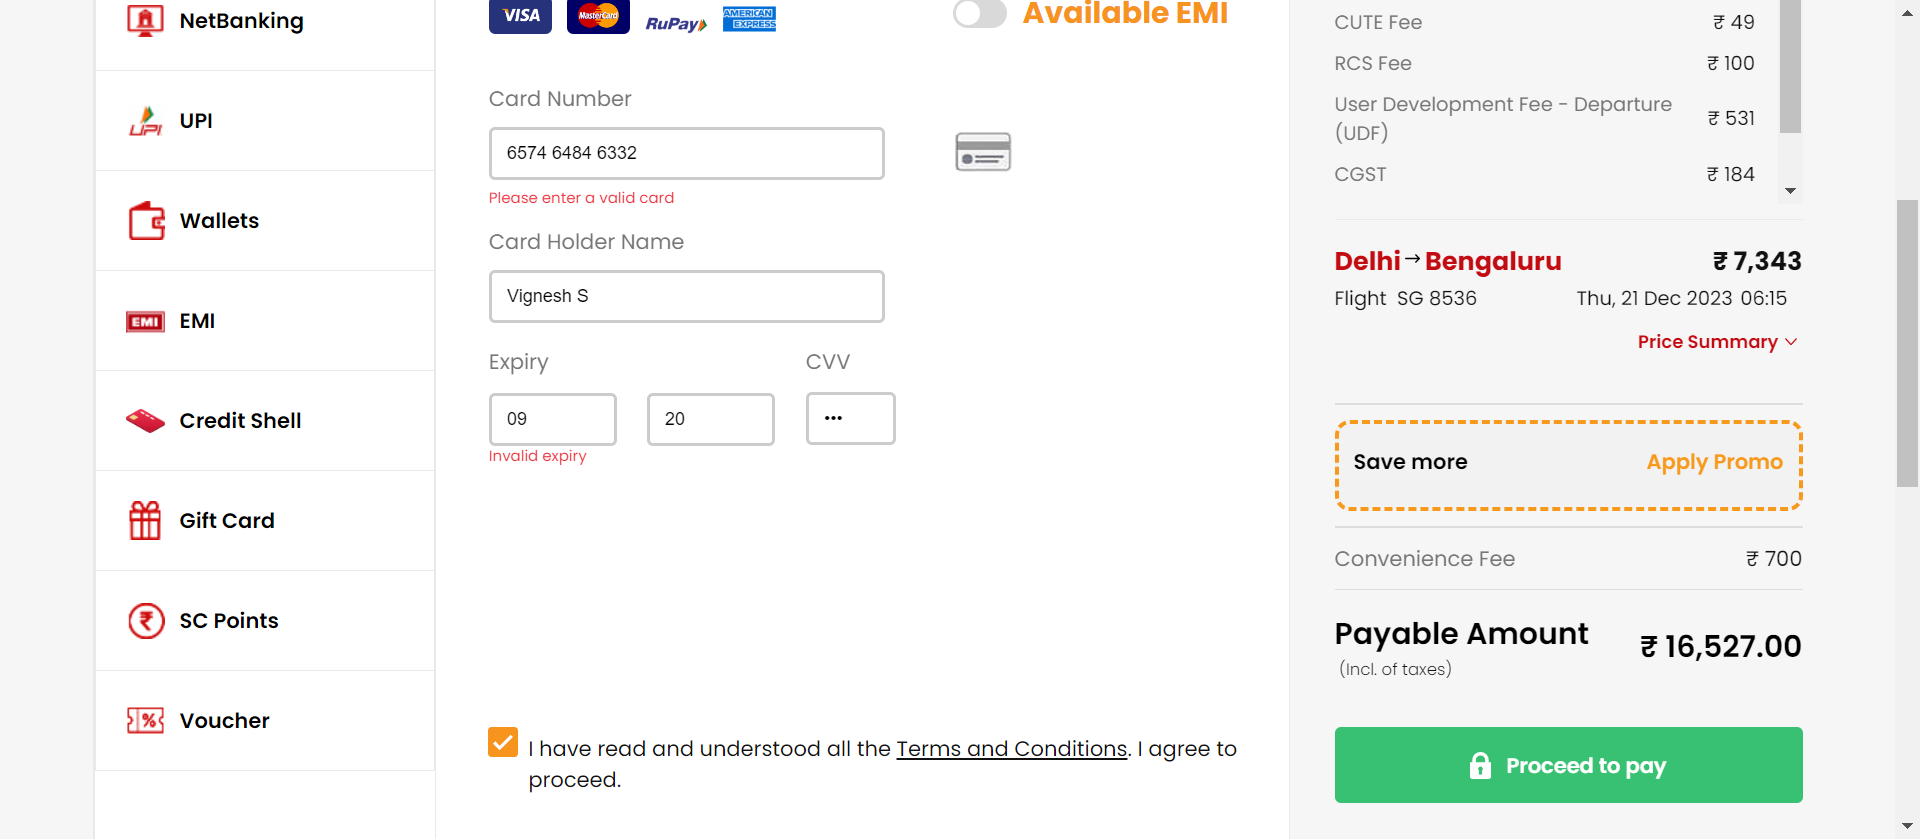 NetBanking
UPI
UPI
Wallets
EMI
EMI
Credit Shell
Gift Card
SC Points
%
Voucher
VISA
MasterCard
RuPay
AMERICAN
EXPRESS
Available EMI
Card Number
6574 6484 6332
Please enter a valid card
Card Holder Name
Vignesh S
Expiry
CVV
09
20
•••
Invalid expiry
I have read and understood all the Terms and Conditions. I agree to
proceed.
CUTE Fee ₹ 49
RCS Fee ₹ 100
User Development Fee - Departure
(UDF) ₹ 531
CGST ₹ 184
Delhi→Bengaluru ₹ 7,343
Flight SG 8536 Thu, 21 Dec 2023 06:15
Price Summary
Save more Apply Promo
Convenience Fee ₹ 700
Payable Amount ₹ 16,527.00
(Incl. of taxes)
Proceed to pay